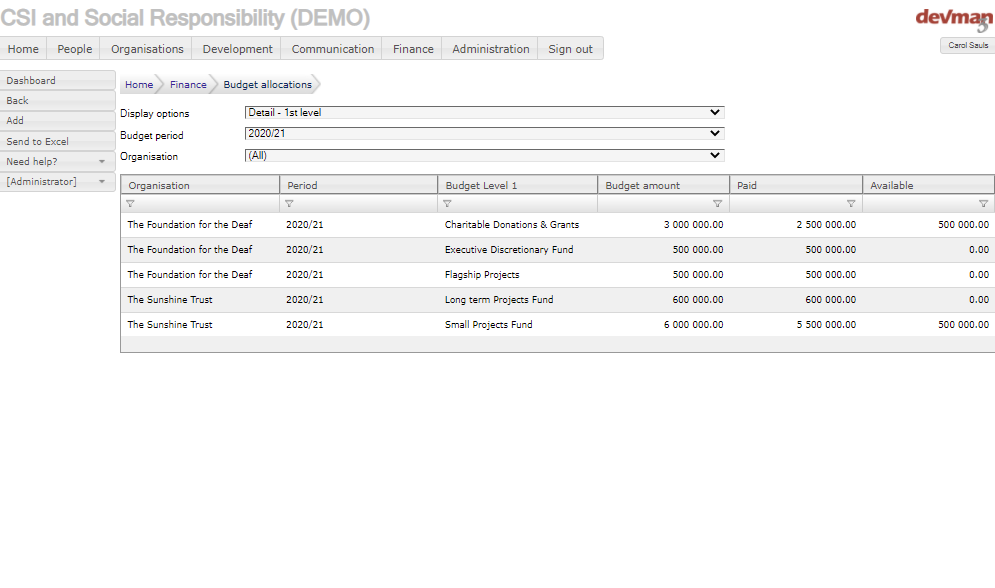 CSI and Social Responsibility (DEMO)
devman 3
Home People Organisations Development Communication Finance Administration Sign out
Carol Sauls
Dashboard
Back
Add
Send to Excel
Need help?
[Administrator]
Home Finance Budget allocations
Display options Detail - 1st level
Budget period 2020/21
Organisation (All)
Organisation Period Budget Level 1 Budget amount Paid Available
The Foundation for the Deaf 2020/21 Charitable Donations & Grants 3 000 000.00 2 500 000.00 500 000.00
The Foundation for the Deaf 2020/21 Executive Discretionary Fund 500 000.00 500 000.00 0.00
The Foundation for the Deaf 2020/21 Flagship Projects 500 000.00 500 000.00 0.00
The Sunshine Trust 2020/21 Long term Projects Fund 600 000.00 600 000.00 0.00
The Sunshine Trust 2020/21 Small Projects Fund 6 000 000.00 5 500 000.00 500 000.00